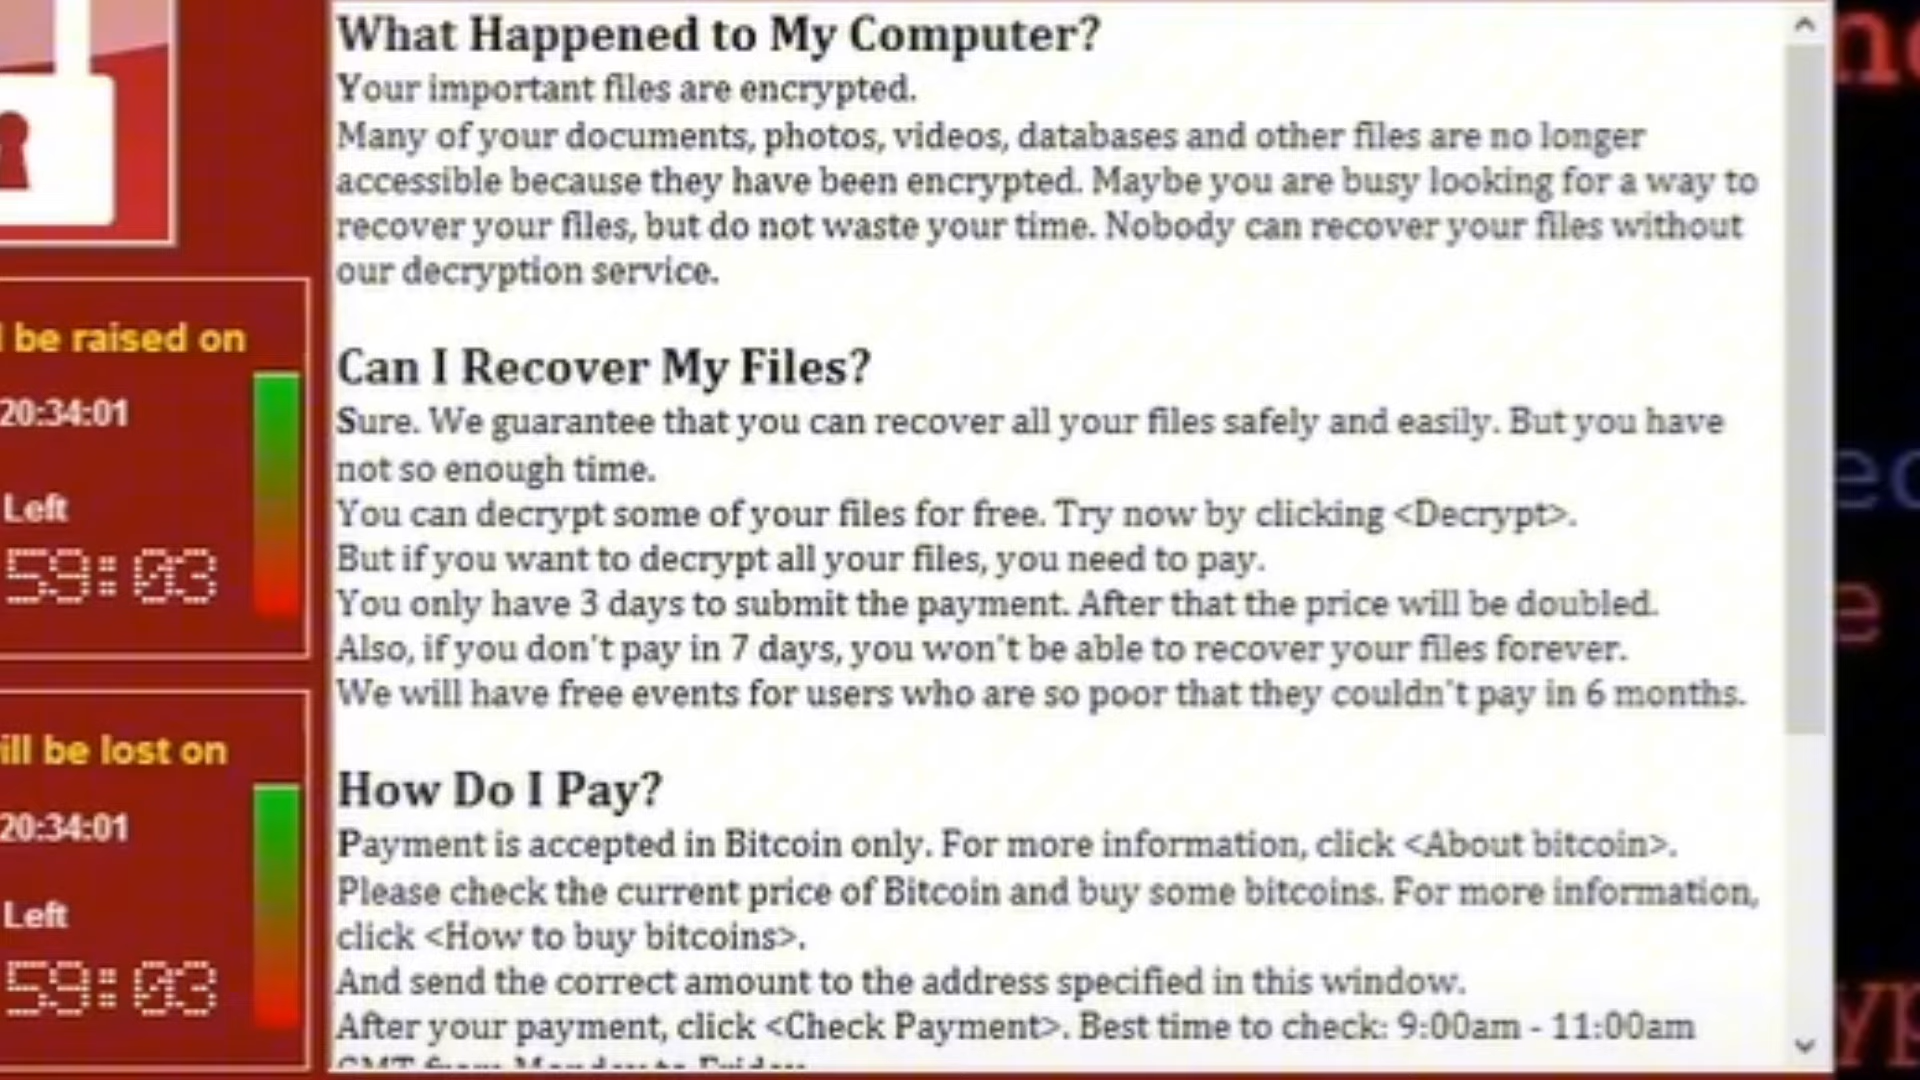 What Happened to My Computer?
Your important files are encrypted.
Many of your documents, photos, videos, databases and other files are no longer
accessible because they have been encrypted. Maybe you are busy looking for a way to
recover your files, but do not waste your time. Nobody can recover your files without
our decryption service.
Can I Recover My Files?
Sure. We guarantee that you can recover all your files safely and easily. But you have
not so enough time.
You can decrypt some of your files for free. Try now by clicking <Decrypt>.
But if you want to decrypt all your files, you need to pay.
You only have 3 days to submit the payment. After that the price will be doubled.
Also, if you don't pay in 7 days, you won't be able to recover your files forever.
We will have free events for users who are so poor that they couldn't pay in 6 months.
How Do I Pay?
Payment is accepted in Bitcoin only. For more information, click <About bitcoin>.
Please check the current price of Bitcoin and buy some bitcoins. For more information,
click <How to buy bitcoins>.
And send the correct amount to the address specified in this window.
After your payment, click <Check Payment>. Best time to check: 9:00am - 11:00am
GMT from Monday to Friday.
be raised on
20:34:01
Left
59:03
ill be lost on
20:34:01
Left
59:03